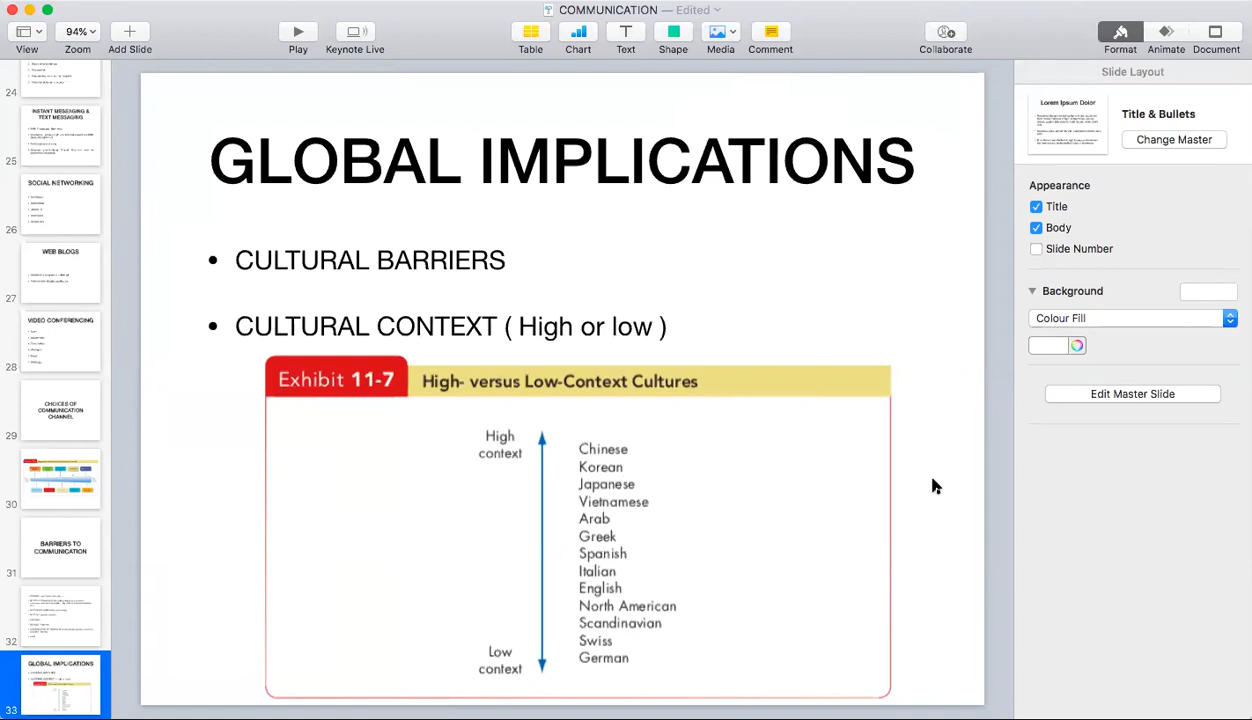 COMMUNICATION — Edited
94%
View
Zoom
Add Slide
Play
Keynote Live
Table
Chart
Text
Shape
Media
Comment
Collaborate
Format
Animate
Document
24
INSTANT MESSAGING &
TEXT MESSAGING
25
SOCIAL NETWORKING
26
WEB BLOGS
27
VIDEO CONFERENCING
28
CHOICES OF
COMMUNICATION
CHANNEL
29
30
BARRIERS TO
COMMUNICATION
31
32
GLOBAL IMPLICATIONS
33
GLOBAL IMPLICATIONS
• CULTURAL BARRIERS
• CULTURAL CONTEXT ( High or low )
Exhibit 11-7 High- versus Low-Context Cultures
High
context
Chinese
Korean
Japanese
Vietnamese
Arab
Greek
Spanish
Italian
English
North American
Scandinavian
Swiss
German
Low
context
Slide Layout
Lorem Ipsum Dolor
Title & Bullets
Change Master
Appearance
Title
Body
Slide Number
Background
Colour Fill
Edit Master Slide